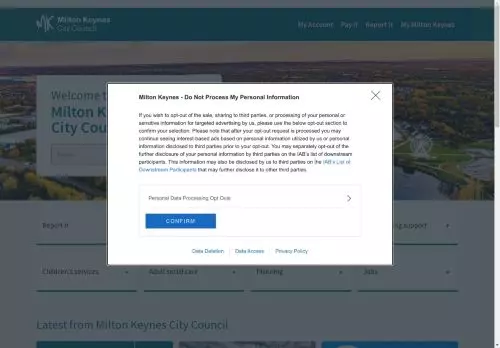 Milton Keynes
City Council
My Account Pay it Report it My Milton Keynes
Welcome t
Milton Key
City Counc
Milton Keynes - Do Not Process My Personal Information
If you wish to opt-out of the sale, sharing to third parties, or processing of your personal or
sensitive information for targeted advertising by us, please use the below opt-out section to
confirm your selection. Please note that after your opt-out request is processed you may
continue seeing interest-based ads based on personal information utilized by us or personal
information disclosed to third parties prior to your opt-out. You may separately opt-out of the
further disclosure of your personal information by third parties on the IAB's list of downstream
participants. This information may also be disclosed by us to third parties on the IAB's List of
Downstream Participants that may further disclose it to other third parties.
Personal Data Processing Opt Outs
CONFIRM
Data Deletion Data Access Privacy Policy
Report it
ng support
Children's services Adult social care Planning Jobs
Latest from Milton Keynes City Council